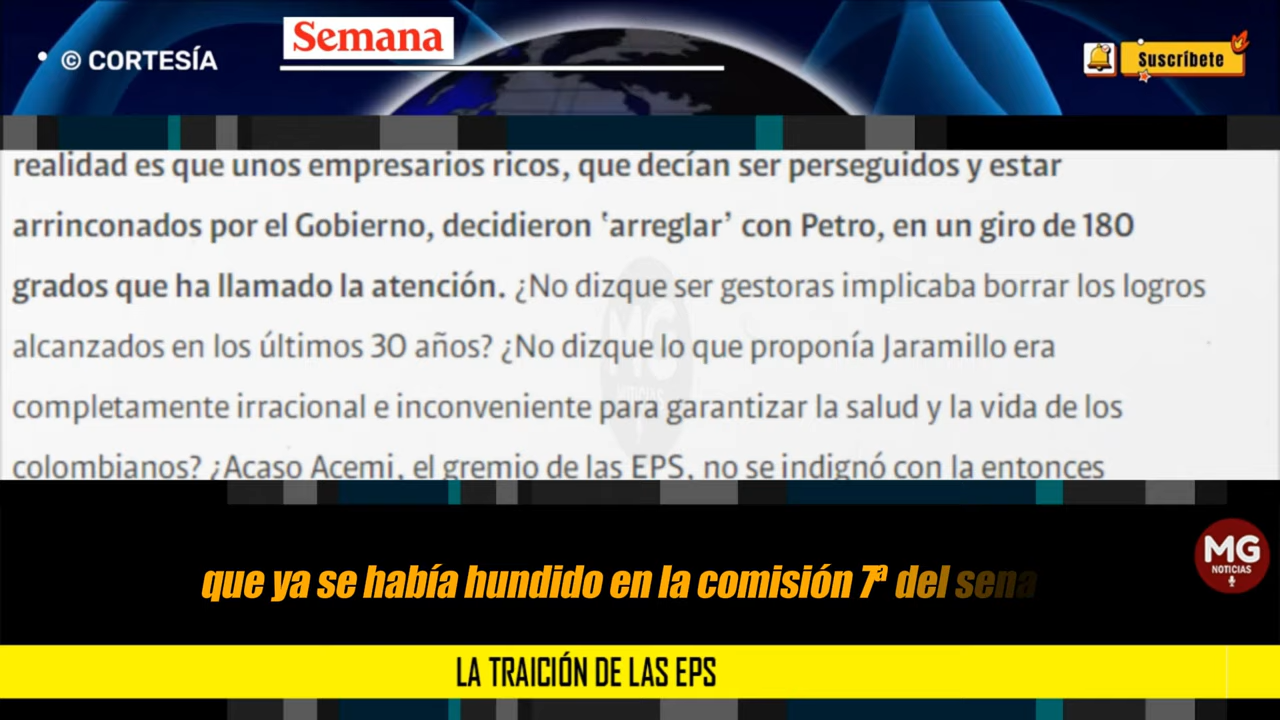 Semana
• © CORTESÍA
Suscríbete
realidad es que unos empresarios ricos, que decían ser perseguidos y estar
arrinconados por el Gobierno, decidieron ‘arreglar’ con Petro, en un giro de 180
grados que ha llamado la atención. ¿No dizque ser gestoras implicaba borrar los logros
alcanzados en los últimos 30 años? ¿No dizque lo que proponía Jaramillo era
completamente irracional e inconveniente para garantizar la salud y la vida de los
colombianos? ¿Acaso Acemi, el gremio de las EPS, no se indignó con la entonces
MG
NOTICIAS
que ya se había hundido en la comisión 7ª del sena
MG
NOTICIAS
LA TRAICIÓN DE LAS EPS